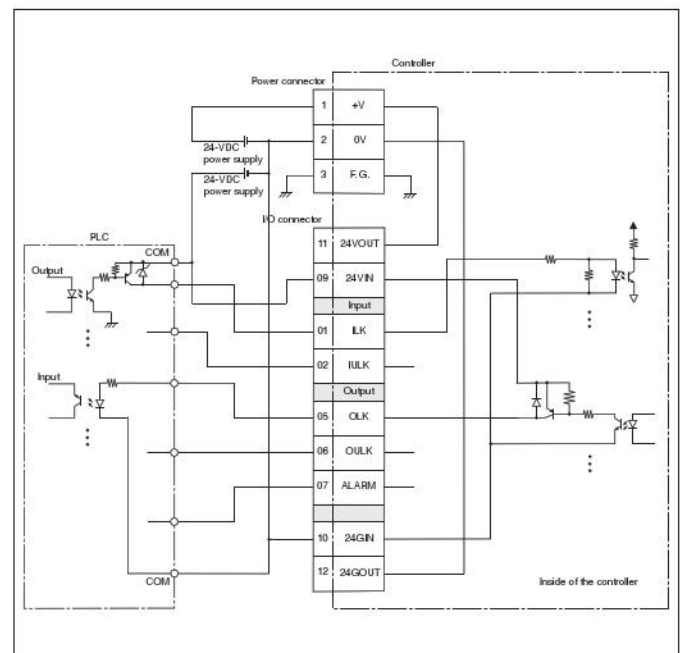 Controller
Power connector
1 +V
2 0V
24-VDC
power supply
24-VDC
power supply
3 F.G.
I/O connector
PLC
COM
11 24VOUT
Output
09 24VIN
Input
01 ILK
02 IULK
Input
Output
05 OLK
06 OULK
07 ALARM
10 24GIN
12 24GOUT
COM
Inside of the controller